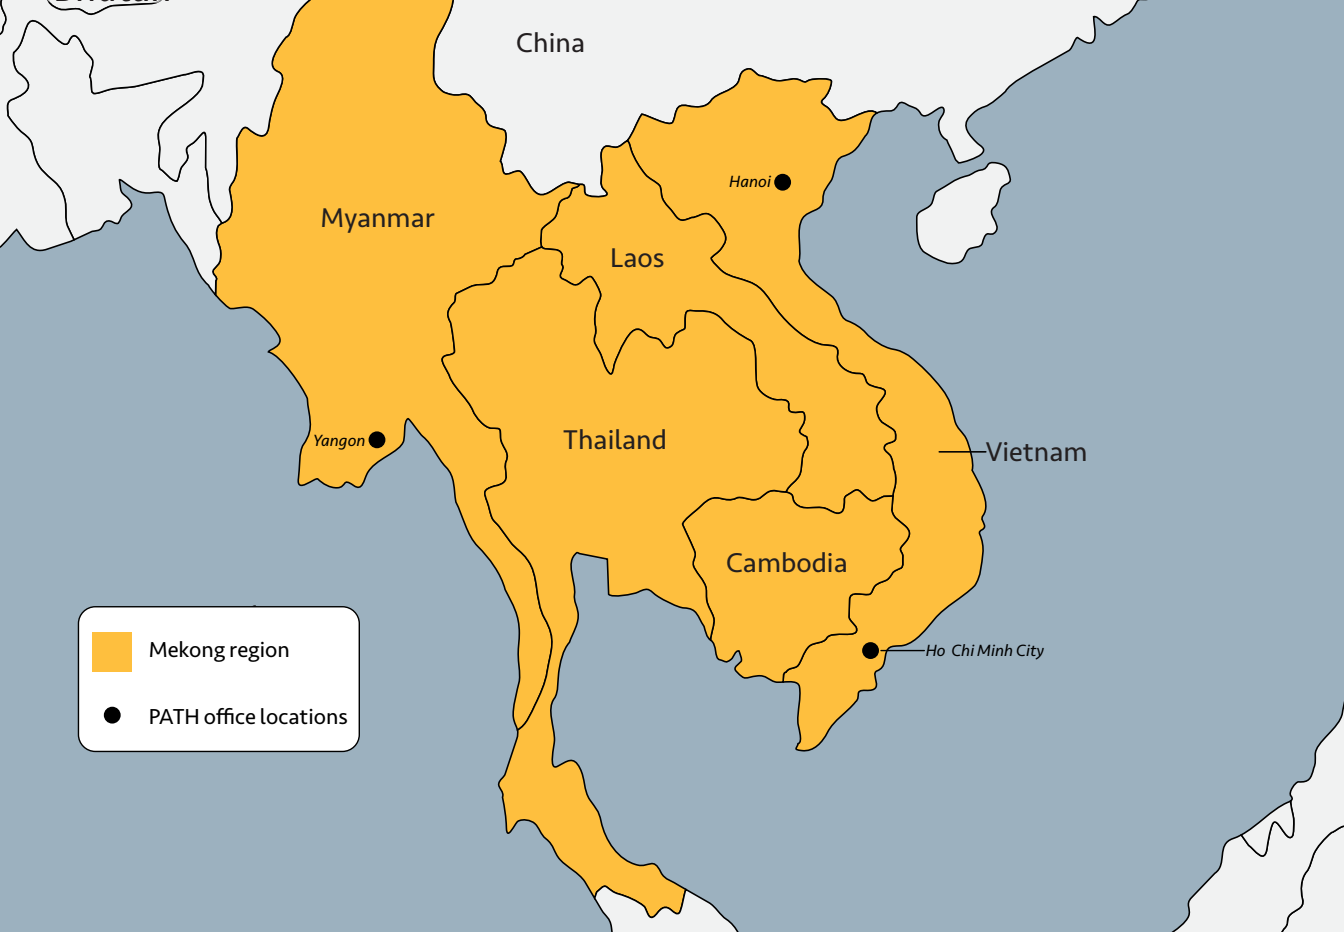 China
Hanoi
Myanmar
Laos
Yangon
Thailand
Vietnam
Cambodia
Ho Chi Minh City
Mekong region
PATH office locations